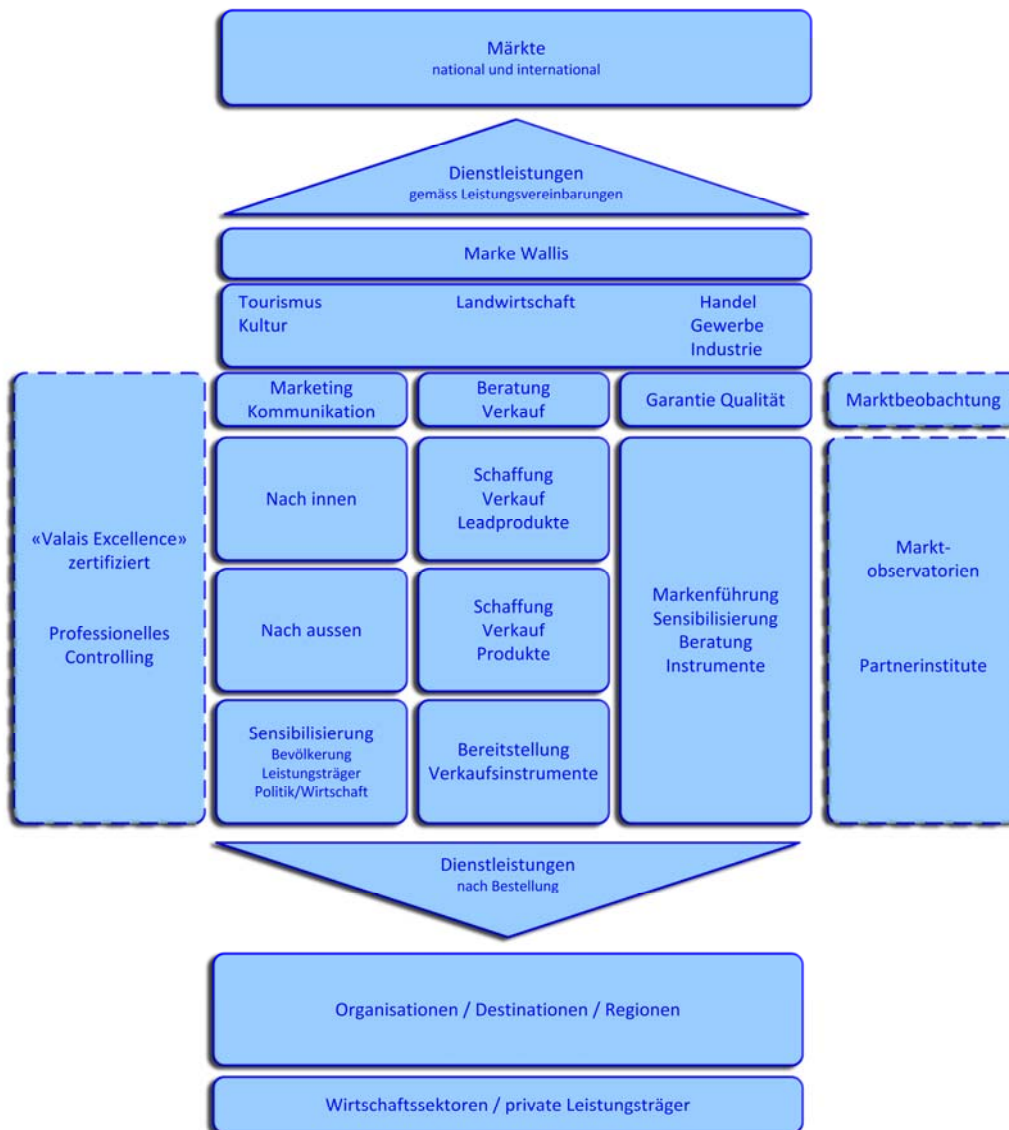 Märkte
national und international
Dienstleistungen
gemäss Leistungsvereinbarungen
Marke Wallis
Tourismus
Kultur
Landwirtschaft
Handel
Gewerbe
Industrie
«Valais Excellence»
zertifiziert
Professionelles
Controlling
Marketing
Kommunikation
Nach innen
Nach aussen
Sensibilisierung
Bevölkerung
Leistungsträger
Politik/Wirtschaft
Beratung
Verkauf
Schaffung
Verkauf
Leadprodukte
Schaffung
Verkauf
Produkte
Bereitstellung
Verkaufsinstrumente
Garantie Qualität
Markenführung
Sensibilisierung
Beratung
Instrumente
Marktbeobachtung
Markt-
observatorien
Partnerinstitute
Dienstleistungen
nach Bestellung
Organisationen / Destinationen / Regionen
Wirtschaftssektoren / private Leistungsträger